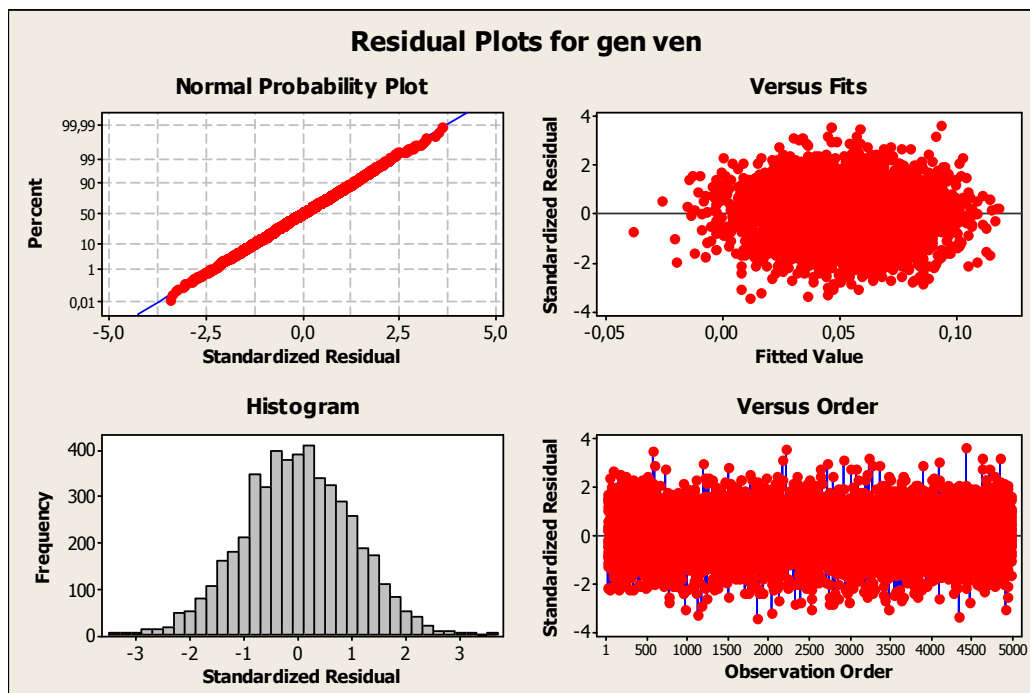 Residual Plots for gen ven
Normal Probability Plot
Percent
99,99
99
90
50
10
1
0,01
-5,0 -2,5 0,0 2,5 5,0
Standardized Residual
Versus Fits
Standardized Residual
4
2
0
-2
-4
-0,05 0,00 0,05 0,10
Fitted Value
Histogram
Frequency
400
300
200
100
0
-3 -2 -1 0 1 2 3
Standardized Residual
Versus Order
Standardized Residual
4
2
0
-2
-4
1 500 1000 1500 2000 2500 3000 3500 4000 4500 5000
Observation Order